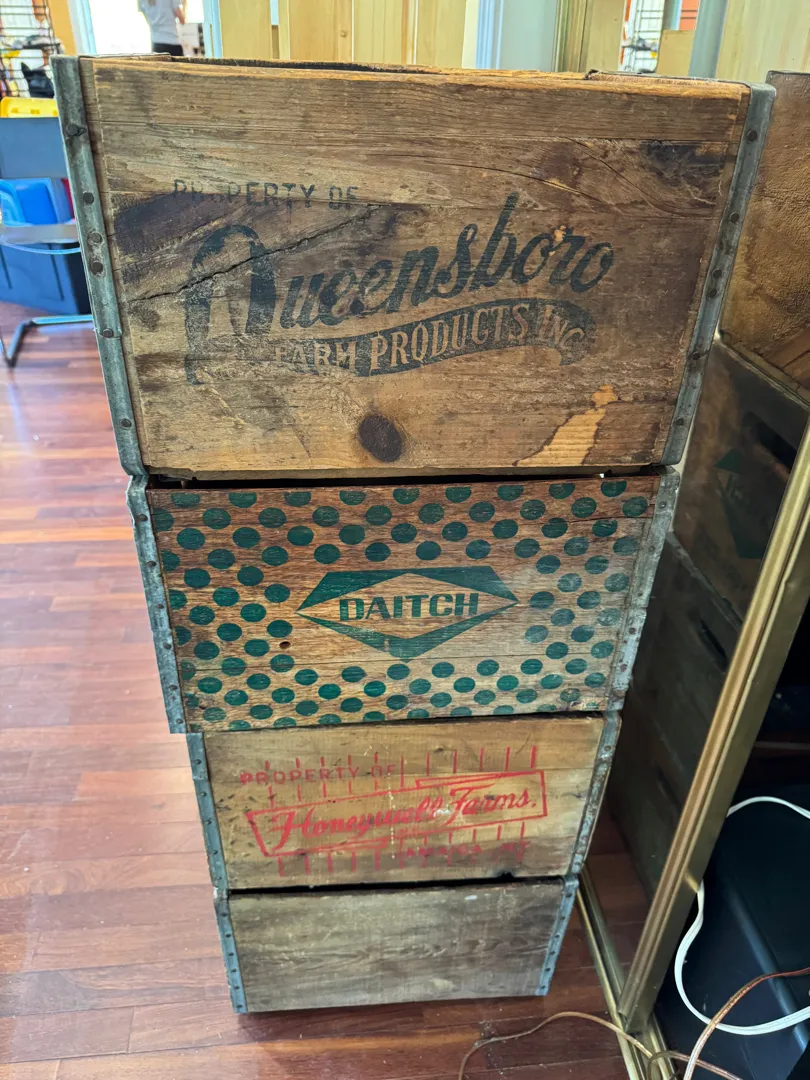 PROPERTY OF
Queensboro
FARM PRODUCTS INC
DAITCH
PROPERTY OF
Honeywell Farms.